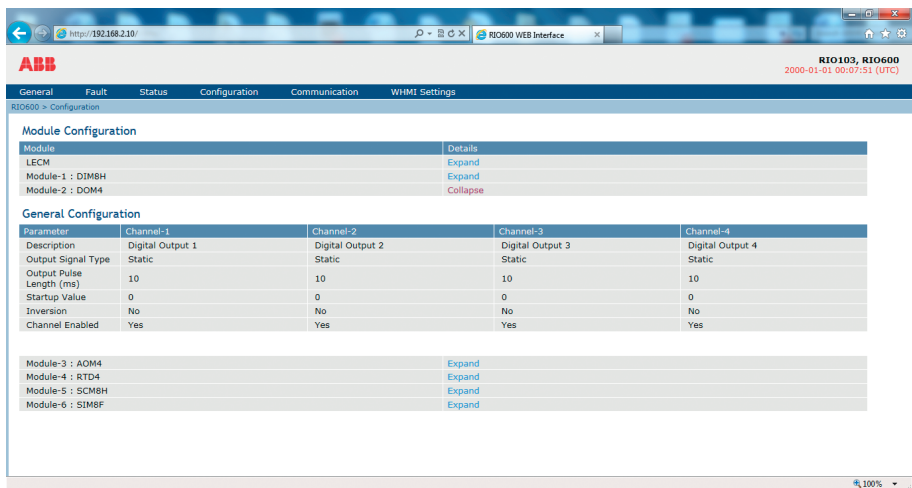 http://192.168.2.10/
RIO600 WEB Interface
ABB
RIO103, RIO600
2000-01-01 00:07:51 (UTC)
General Fault Status Configuration Communication WHMI Settings
RIO600 > Configuration
Module Configuration
Module Details
LECM Expand
Module-1 : DIM8H Expand
Module-2 : DOM4 Collapse
General Configuration
Parameter Channel-1 Channel-2 Channel-3 Channel-4
Description Digital Output 1 Digital Output 2 Digital Output 3 Digital Output 4
Output Signal Type Static Static Static Static
Output Pulse
Length (ms) 10 10 10 10
Startup Value 0 0 0 0
Inversion No No No No
Channel Enabled Yes Yes Yes Yes
Module-3 : AOM4 Expand
Module-4 : RTD4 Expand
Module-5 : SCM8H Expand
Module-6 : SIM8F Expand
100%